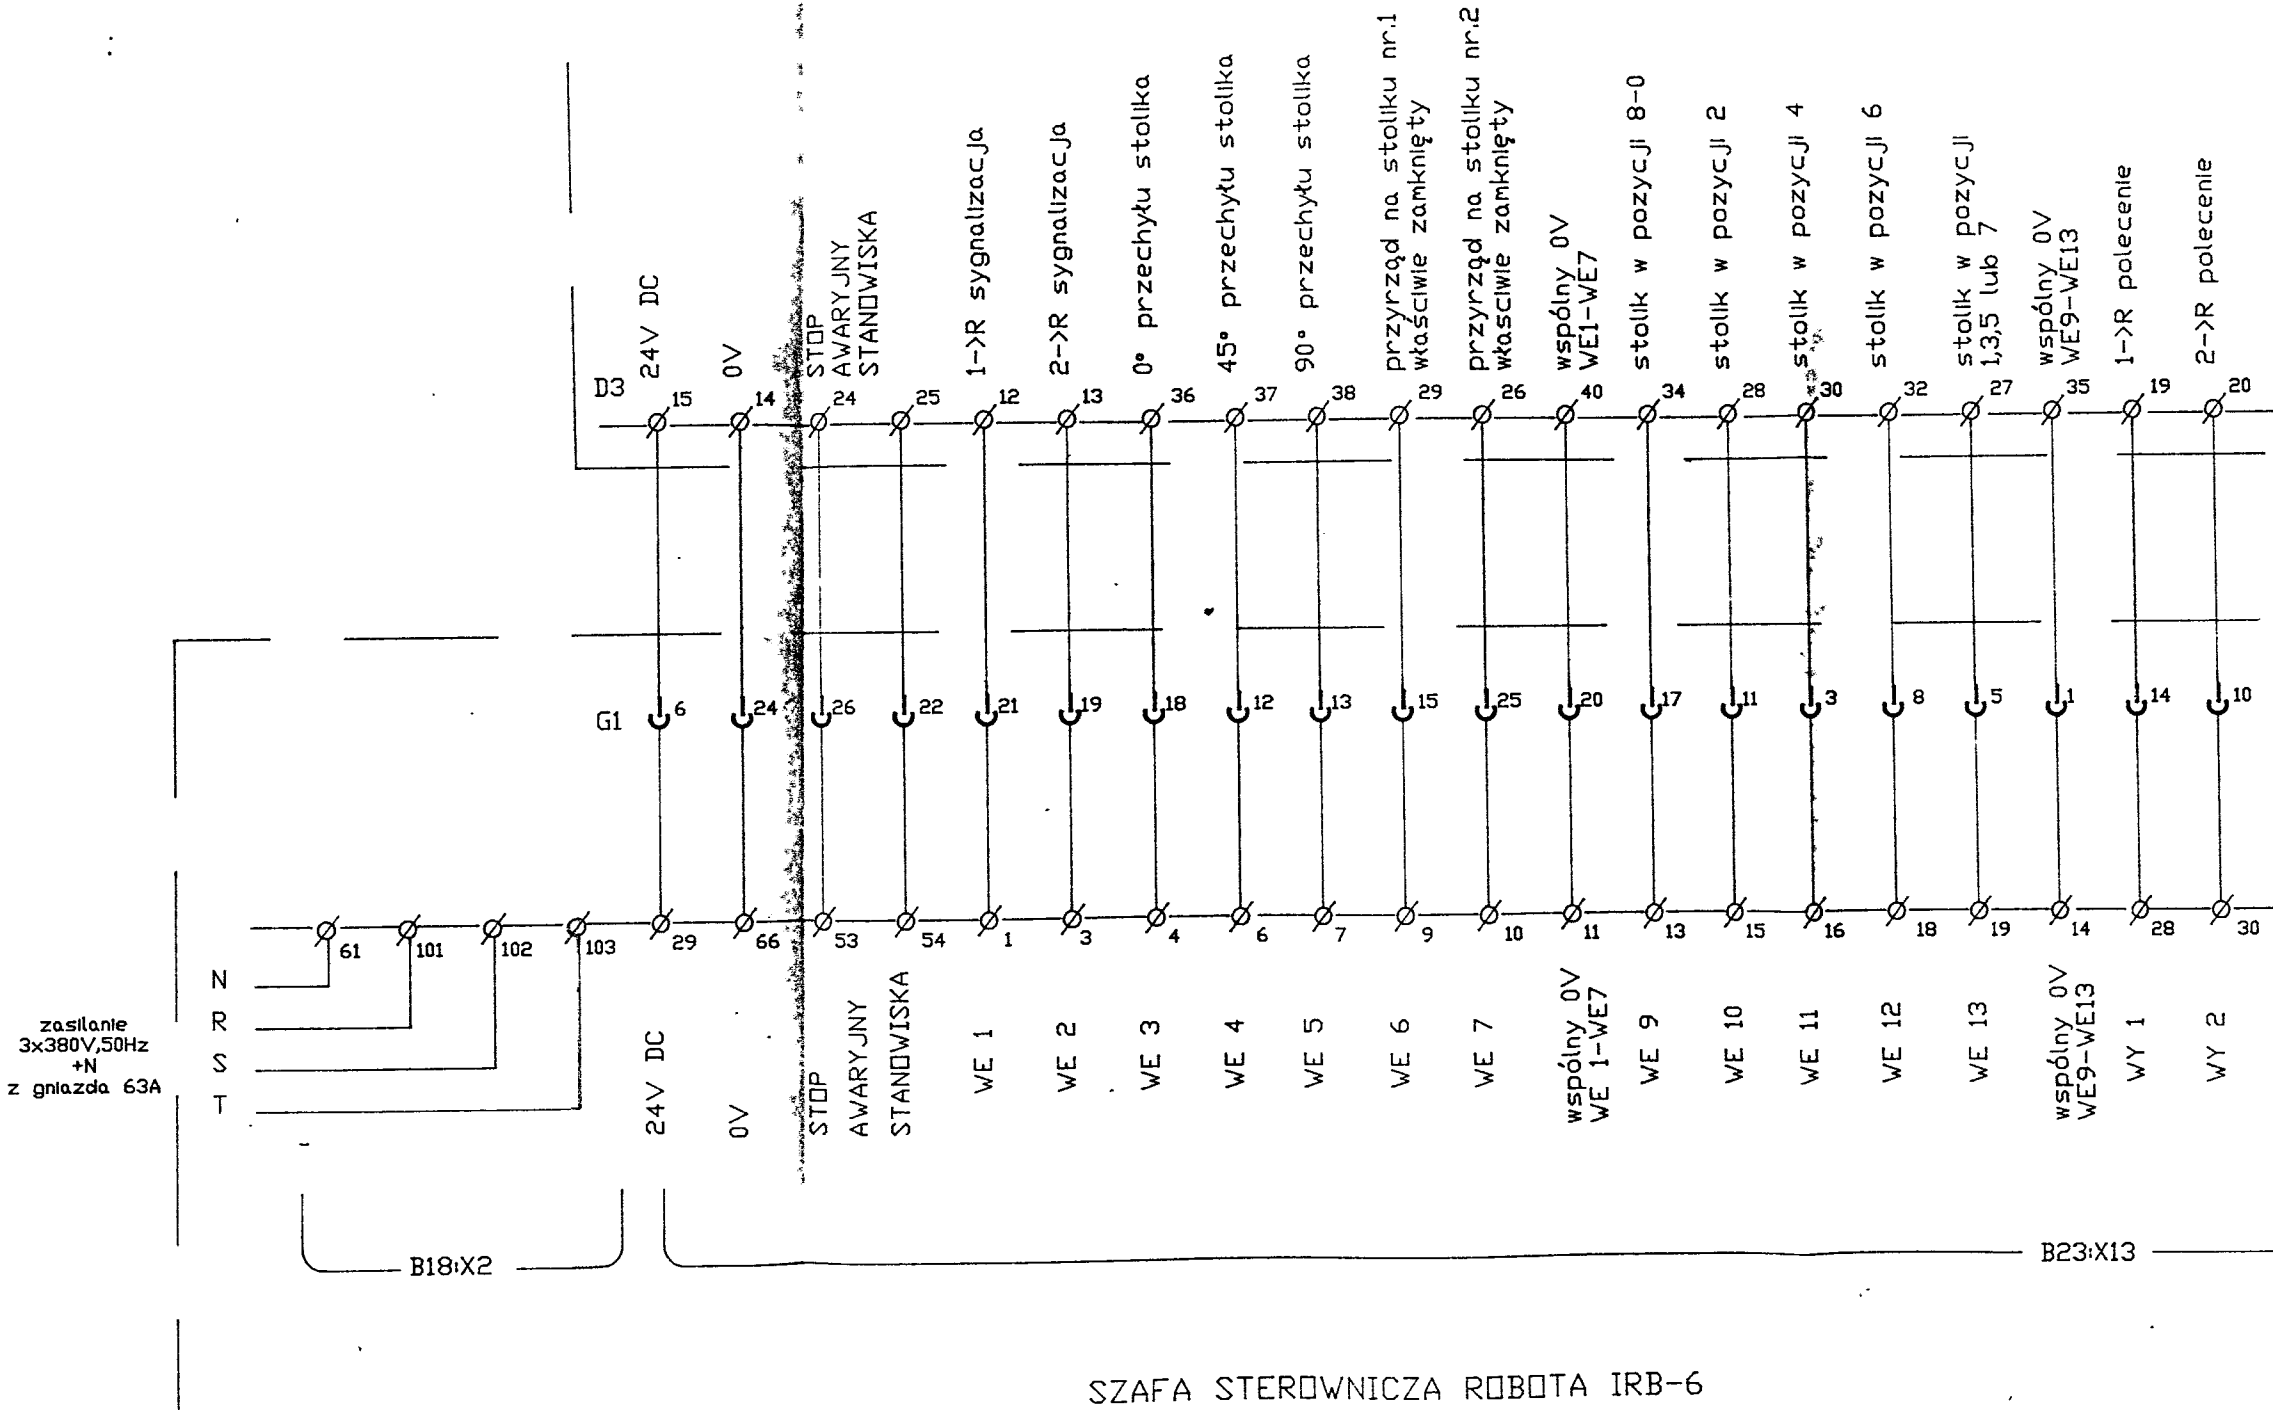 24V DC
0V
STOP
AWARYJNY
STANOWISKA
1->R sygnalizacja
2->R sygnalizacja
0° przechyłu stolika
45° przechyłu stolika
90° przechyłu stolika
przyrząd na stoliku nr.1
właściwie zamknięty
przyrząd na stoliku nr.2
właściwie zamknięty
wspólny 0V
WE1-WE7
stolik w pozycji 8-0
stolik w pozycji 2
stolik w pozycji 4
stolik w pozycji 6
stolik w pozycji
1,3,5 lub 7
wspólny 0V
WE9-WE13
1->R polecenie
2->R polecenie
D3 15 14 24 25 12 13 36 37 38 29 26 40 34 28 30 32 27 35 19 20
G1 6 24 26 22 21 19 18 12 13 15 25 20 17 11 3 8 5 1 14 10
61 101 102 103 29 66 53 54 1 3 4 6 7 9 10 11 13 15 16 18 19 14 28 30
N
R
S
T
zasilanie
3x380V,50Hz
+N
z gniazda 63A
24V DC
0V
STOP
AWARYJNY
STANOWISKA
WE 1
WE 2
WE 3
WE 4
WE 5
WE 6
WE 7
wspólny 0V
WE 1-WE7
WE 9
WE 10
WE 11
WE 12
WE 13
wspólny 0V
WE9-WE13
WY 1
WY 2
B18:X2
B23:X13
SZAFA STEROWNICZA ROBOTA IRB-6